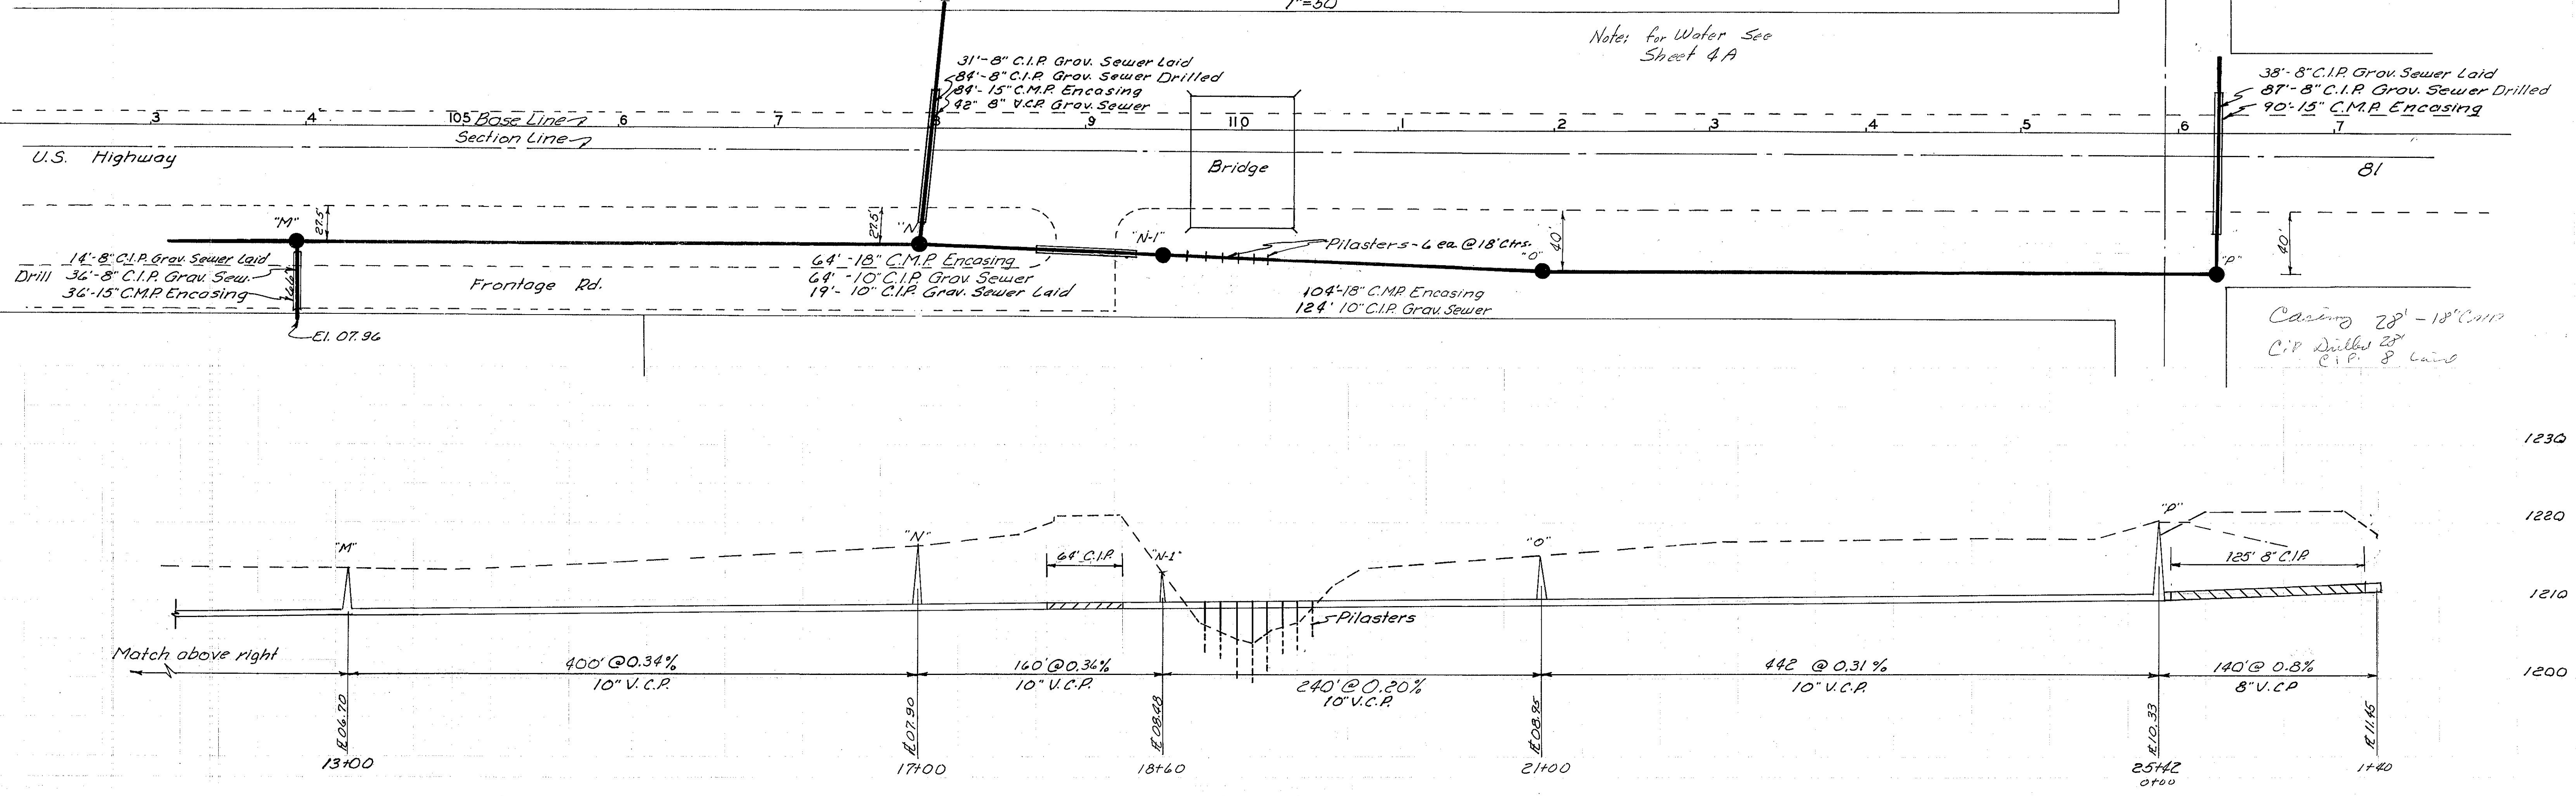 1"=50'
Note: for Water See
Sheet 4A
31'-8" C.I.P. Grav. Sewer Laid
84'-8" C.I.P. Grav. Sewer Drilled
84'-15" C.M.P. Encasing
42" 8" V.C.P. Grav. Sewer
38'-8" C.I.P. Grav. Sewer Laid
87'-8" C.I.P. Grav. Sewer Drilled
90'-15" C.M.P. Encasing
3 4 105 Base Line 6 7 8 9 110 1 2 3 4 5 6 7
Section Line
U.S. Highway
Bridge
81
"M"
27.5'
27.5'
"N"
"N-1"
Pilasters-6 ea. @ 18' Ctrs.
"O"
40'
40'
"P"
14'-8" C.I.P. Grav. Sewer Laid
Drill 36'-8" C.I.P. Grav. Sew.
36'-15" C.M.P. Encasing
Frontage Rd.
64'-18" C.M.P. Encasing
64'-10" C.I.P. Grav. Sewer
19'-10" C.I.P. Grav. Sewer Laid
104'-18" C.M.P. Encasing
124' 10" C.I.P. Grav. Sewer
El. 07.96
Casing 28' - 18" CMP
C.I.P. Drilled 28'
C.I.P. 8 Laid
1230
1220
1210
1200
"M"
"N"
64' C.I.P.
"N-1"
"O"
"P"
125' 8" C.I.P.
Pilasters
Match above right
400' @ 0.34%
10" V.C.P.
160' @ 0.36%
10" V.C.P.
240' @ 0.20%
10" V.C.P.
442 @ 0.31%
10" V.C.P.
140' @ 0.8%
8" V.C.P
06.70
07.90
08.48
08.95
10.33
11.45
13+00
17+00
18+60
21+00
25+42
0+00
1+40